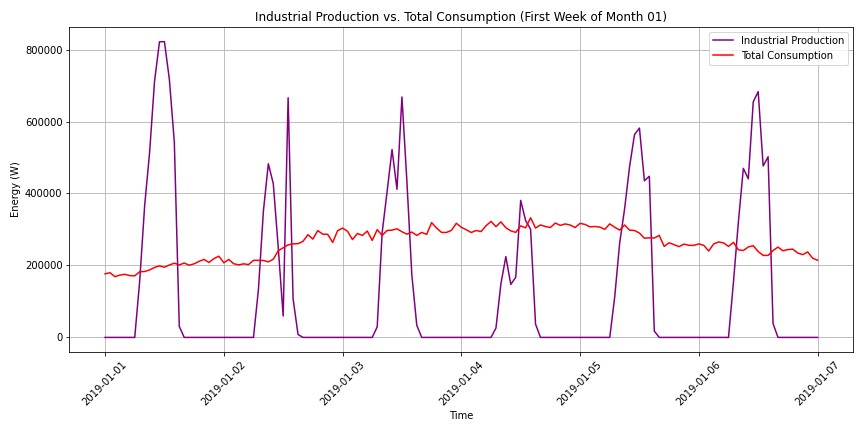 Industrial Production vs. Total Consumption (First Week of Month 01)
Industrial Production
Total Consumption
Energy (W)
800000
600000
400000
200000
0
2019-01-01
2019-01-02
2019-01-03
2019-01-04
2019-01-05
2019-01-06
2019-01-07
Time